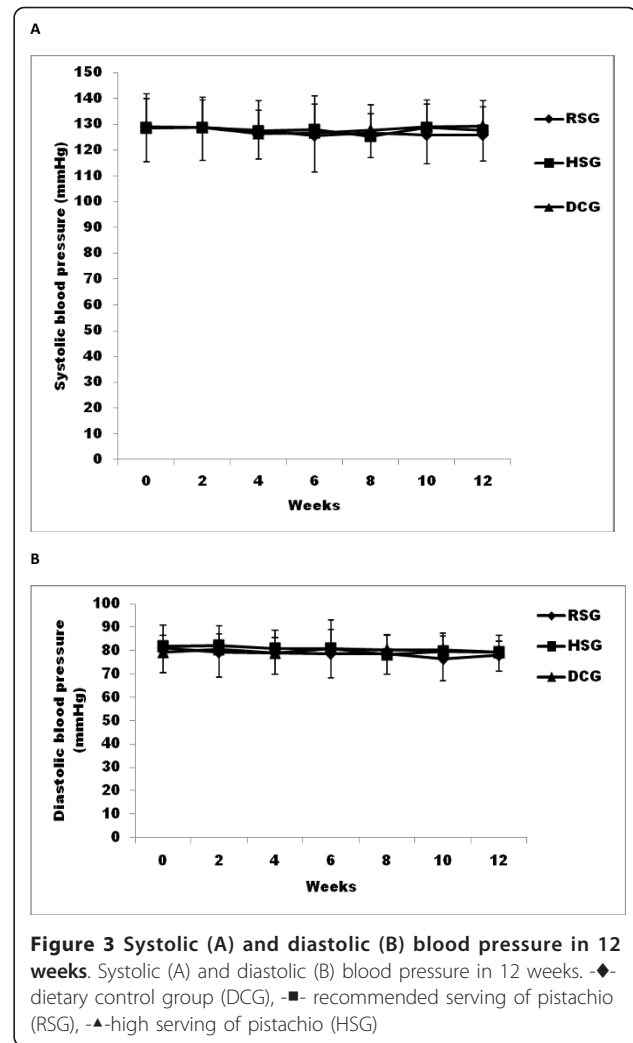 A
Systolic blood pressure (mmHg)
150
140
130
120
110
100
90
80
70
60
50
40
30
20
10
0
0 2 4 6 8 10 12
Weeks
RSG
HSG
DCG
B
Diastolic blood pressure
(mmHg)
100
90
80
70
60
50
40
30
20
10
0
0 2 4 6 8 10 12
Weeks
RSG
HSG
DCG
Figure 3 Systolic (A) and diastolic (B) blood pressure in 12
weeks. Systolic (A) and diastolic (B) blood pressure in 12 weeks. -◆-
dietary control group (DCG), -■- recommended serving of pistachio
(RSG), -▲-high serving of pistachio (HSG)